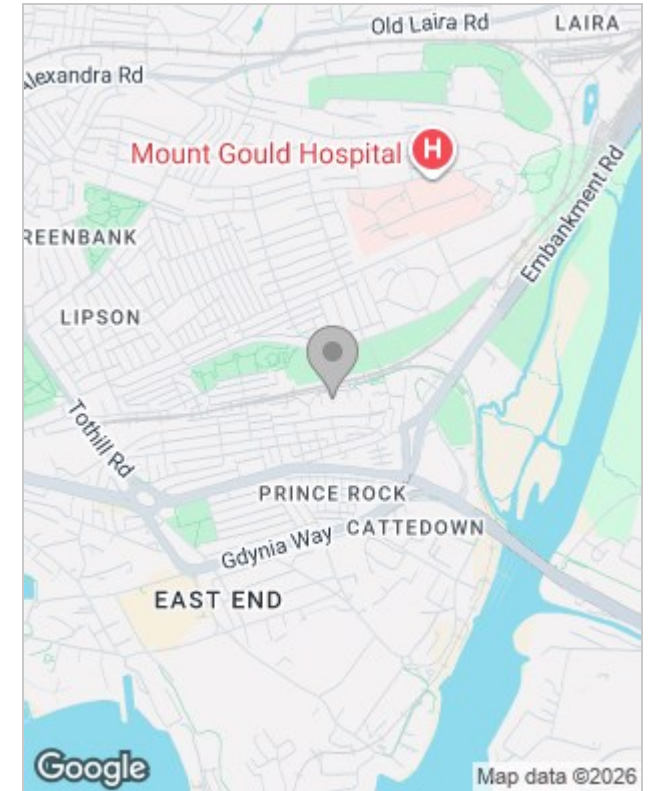 Old Laira Rd
LAIRA
Alexandra Rd
Mount Gould Hospital
H
Embankment Rd
REENBANK
LIPSON
Tothill Rd
PRINCE ROCK
CATTEDOWN
Gdynia Way
EAST END
Google
Map data ©2026